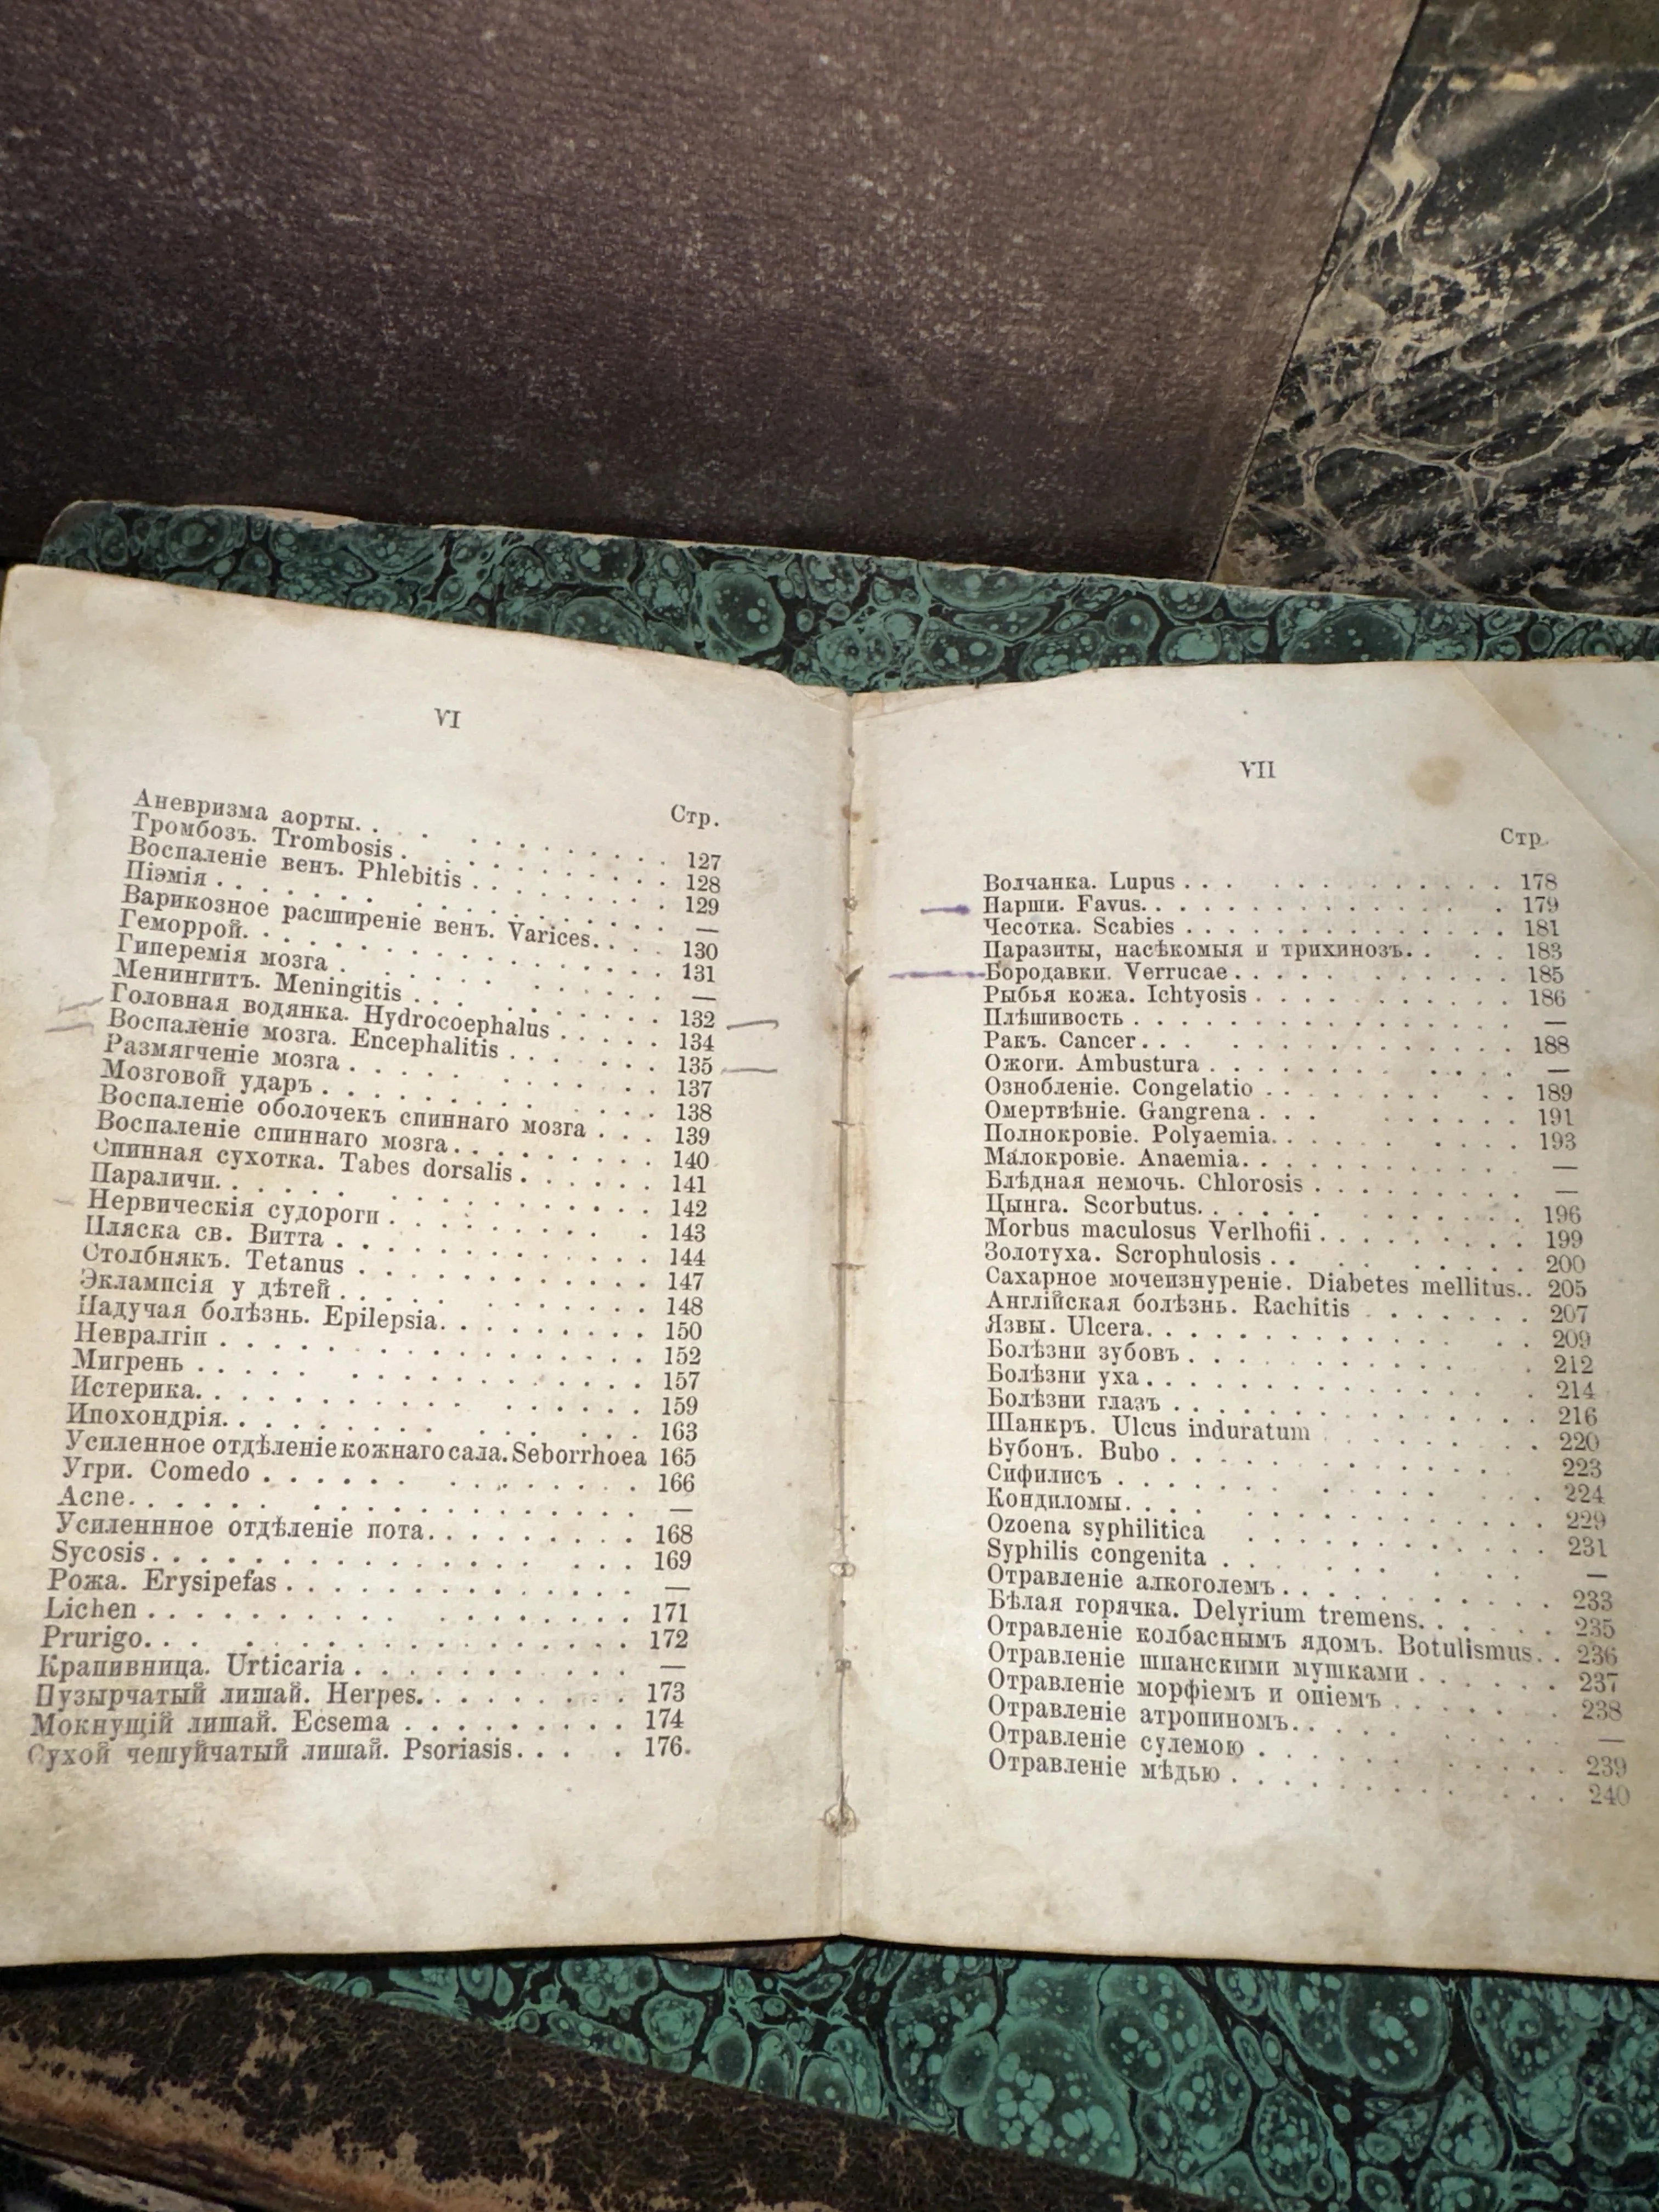 VI
Стр.
Аневризма аорты. . . . . . . . . . 127
Тромбозъ. Trombosis . . . . . . . . . . 128
Воспаленіе венъ. Phlebitis . . . . . . . . 129
Піэмія . . . . . . . . . . . . . —
Варикозное расширеніе венъ. Varices. . . . 130
Геморрой. . . . . . . . . . . . . 131
Гиперемія мозга . . . . . . . . . . —
Менингитъ. Meningitis . . . . . . . . 132
Головная водянка. Hydrocoephalus . . . . . 134
Воспаленіе мозга. Encephalitis . . . . . . 135
Размягченіе мозга . . . . . . . . . 137
Мозговой ударъ . . . . . . . . . . 138
Воспаленіе оболочекъ спиннаго мозга . . . 139
Воспаленіе спиннаго мозга. . . . . . . . 140
Спинная сухотка. Tabes dorsalis . . . . . . 141
Параличи. . . . . . . . . . . . . 142
Нервическія судороги . . . . . . . . . 143
Пляска св. Витта . . . . . . . . . . 144
Столбнякъ. Tetanus . . . . . . . . . . 147
Эклампсія у дѣтей . . . . . . . . . . 148
Падучая болѣзнь. Epilepsia. . . . . . . . 150
Невралгіи . . . . . . . . . . . . 152
Мигрень . . . . . . . . . . . . . 157
Истерика. . . . . . . . . . . . . 159
Ипохондрія. . . . . . . . . . . . 163
Усиленное отдѣленіе кожнаго сала. Seborrhoea 165
Угри. Comedo . . . . . . . . . . . 166
Acne. . . . . . . . . . . . . . —
Усиленнное отдѣленіе пота. . . . . . . . 168
Sycosis . . . . . . . . . . . . . 169
Рожа. Erysipefas . . . . . . . . . . . —
Lichen . . . . . . . . . . . . . 171
Prurigo. . . . . . . . . . . . . . 172
Крапивница. Urticaria . . . . . . . . . —
Пузырчатый лишай. Herpes. . . . . . . . 173
Мокнущій лишай. Ecsema . . . . . . . . 174
Сухой чешуйчатый лишай. Psoriasis. . . . 176.
VII
Стр.
Волчанка. Lupus . . . . . . . . . . . 178
Парши. Favus. . . . . . . . . . . . . 179
Чесотка. Scabies . . . . . . . . . . . 181
Паразиты, насѣкомыя и трихинозъ. . . . 183
Бородавки. Verrucae . . . . . . . . . . 185
Рыбья кожа. Ichtyosis . . . . . . . . . 186
Плѣшивость . . . . . . . . . . . . . —
Ракъ. Cancer . . . . . . . . . . . . 188
Ожоги. Ambustura . . . . . . . . . . —
Ознобленіе. Congelatio . . . . . . . . . 189
Омертвѣніе. Gangrena . . . . . . . . . 191
Полнокровіе. Polyaemia. . . . . . . . . 193
Малокровіе. Anaemia. . . . . . . . . . —
Блѣдная немочь. Chlorosis . . . . . . . . —
Цынга. Scorbutus. . . . . . . . . . . 196
Morbus maculosus Verlhofii . . . . . . . . 199
Золотуха. Scrophulosis . . . . . . . . . 200
Сахарное мочеизнуреніе. Diabetes mellitus. . 205
Англійская болѣзнь. Rachitis . . . . . . . 207
Язвы. Ulcera. . . . . . . . . . . . 209
Болѣзни зубовъ . . . . . . . . . . . 212
Болѣзни уха . . . . . . . . . . . . 214
Болѣзни глазъ . . . . . . . . . . . . 216
Шанкръ. Ulcus induratum . . . . . . . . 220
Бубонъ. Bubo . . . . . . . . . . . . 223
Сифилисъ . . . . . . . . . . . . . 224
Кондиломы. . . . . . . . . . . . . 229
Ozoena syphilitica . . . . . . . . . . 231
Syphilis congenita . . . . . . . . . . —
Отравленіе алкоголемъ . . . . . . . . . 233
Бѣлая горячка. Delyrium tremens. . . . . . 235
Отравленіе колбаснымъ ядомъ. Botulismus. . 236
Отравленіе шпанскими мушками . . . . . . 237
Отравленіе морфіемъ и опіемъ . . . . . . 238
Отравленіе атропиномъ. . . . . . . . . —
Отравленіе сулемою . . . . . . . . . . 239
Отравленіе мѣдью . . . . . . . . . . 240